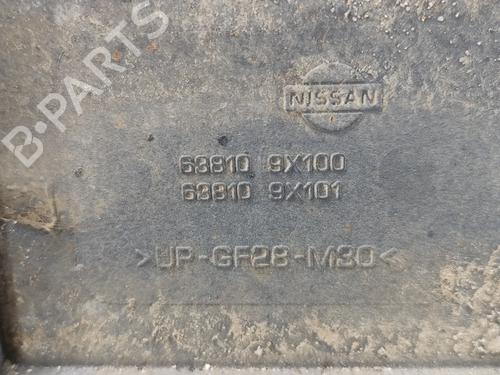 B-PARTS
NISSAN
63810 9X100
63810 9X101
>UP-GF28-M30<